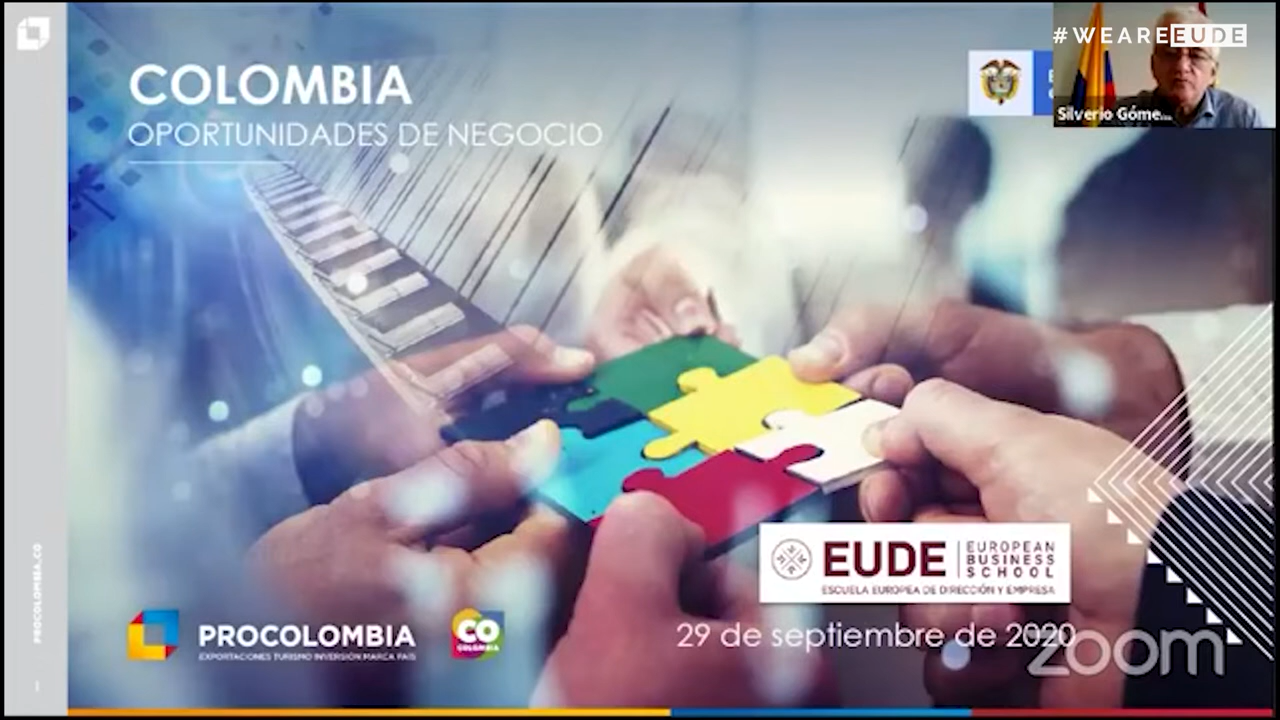 #WEAREEUDE
COLOMBIA
OPORTUNIDADES DE NEGOCIO
Silverio Góme...
EUDE
EUROPEAN
BUSINESS
SCHOOL
ESCUELA EUROPEA DE DIRECCIÓN Y EMPRESA
29 de septiembre de 2020
zoom
PROCOLOMBIA
EXPORTACIONES TURISMO INVERSIÓN MARCA PAÍS
CO
COLOMBIA
PROCOLOMBIA.CO